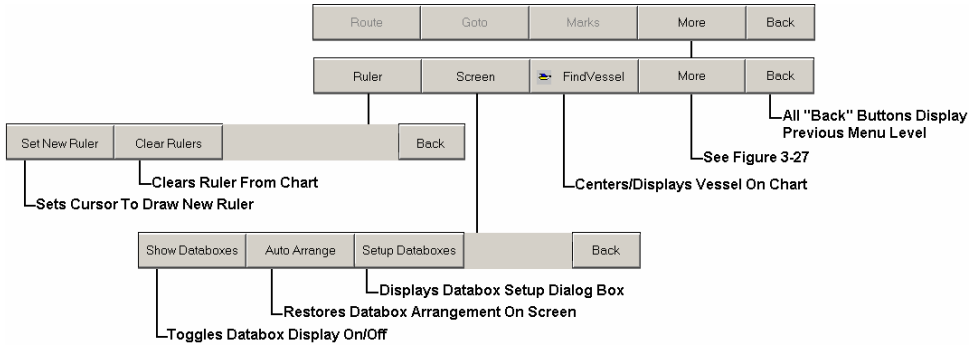 Route Goto Marks More Back
Ruler Screen FindVessel More Back
All "Back" Buttons Display
Previous Menu Level
Set New Ruler Clear Rulers Back
See Figure 3-27
Clears Ruler From Chart
Centers/Displays Vessel On Chart
Sets Cursor To Draw New Ruler
Show Databoxes Auto Arrange Setup Databoxes Back
Displays Databox Setup Dialog Box
Restores Databox Arrangement On Screen
Toggles Databox Display On/Off